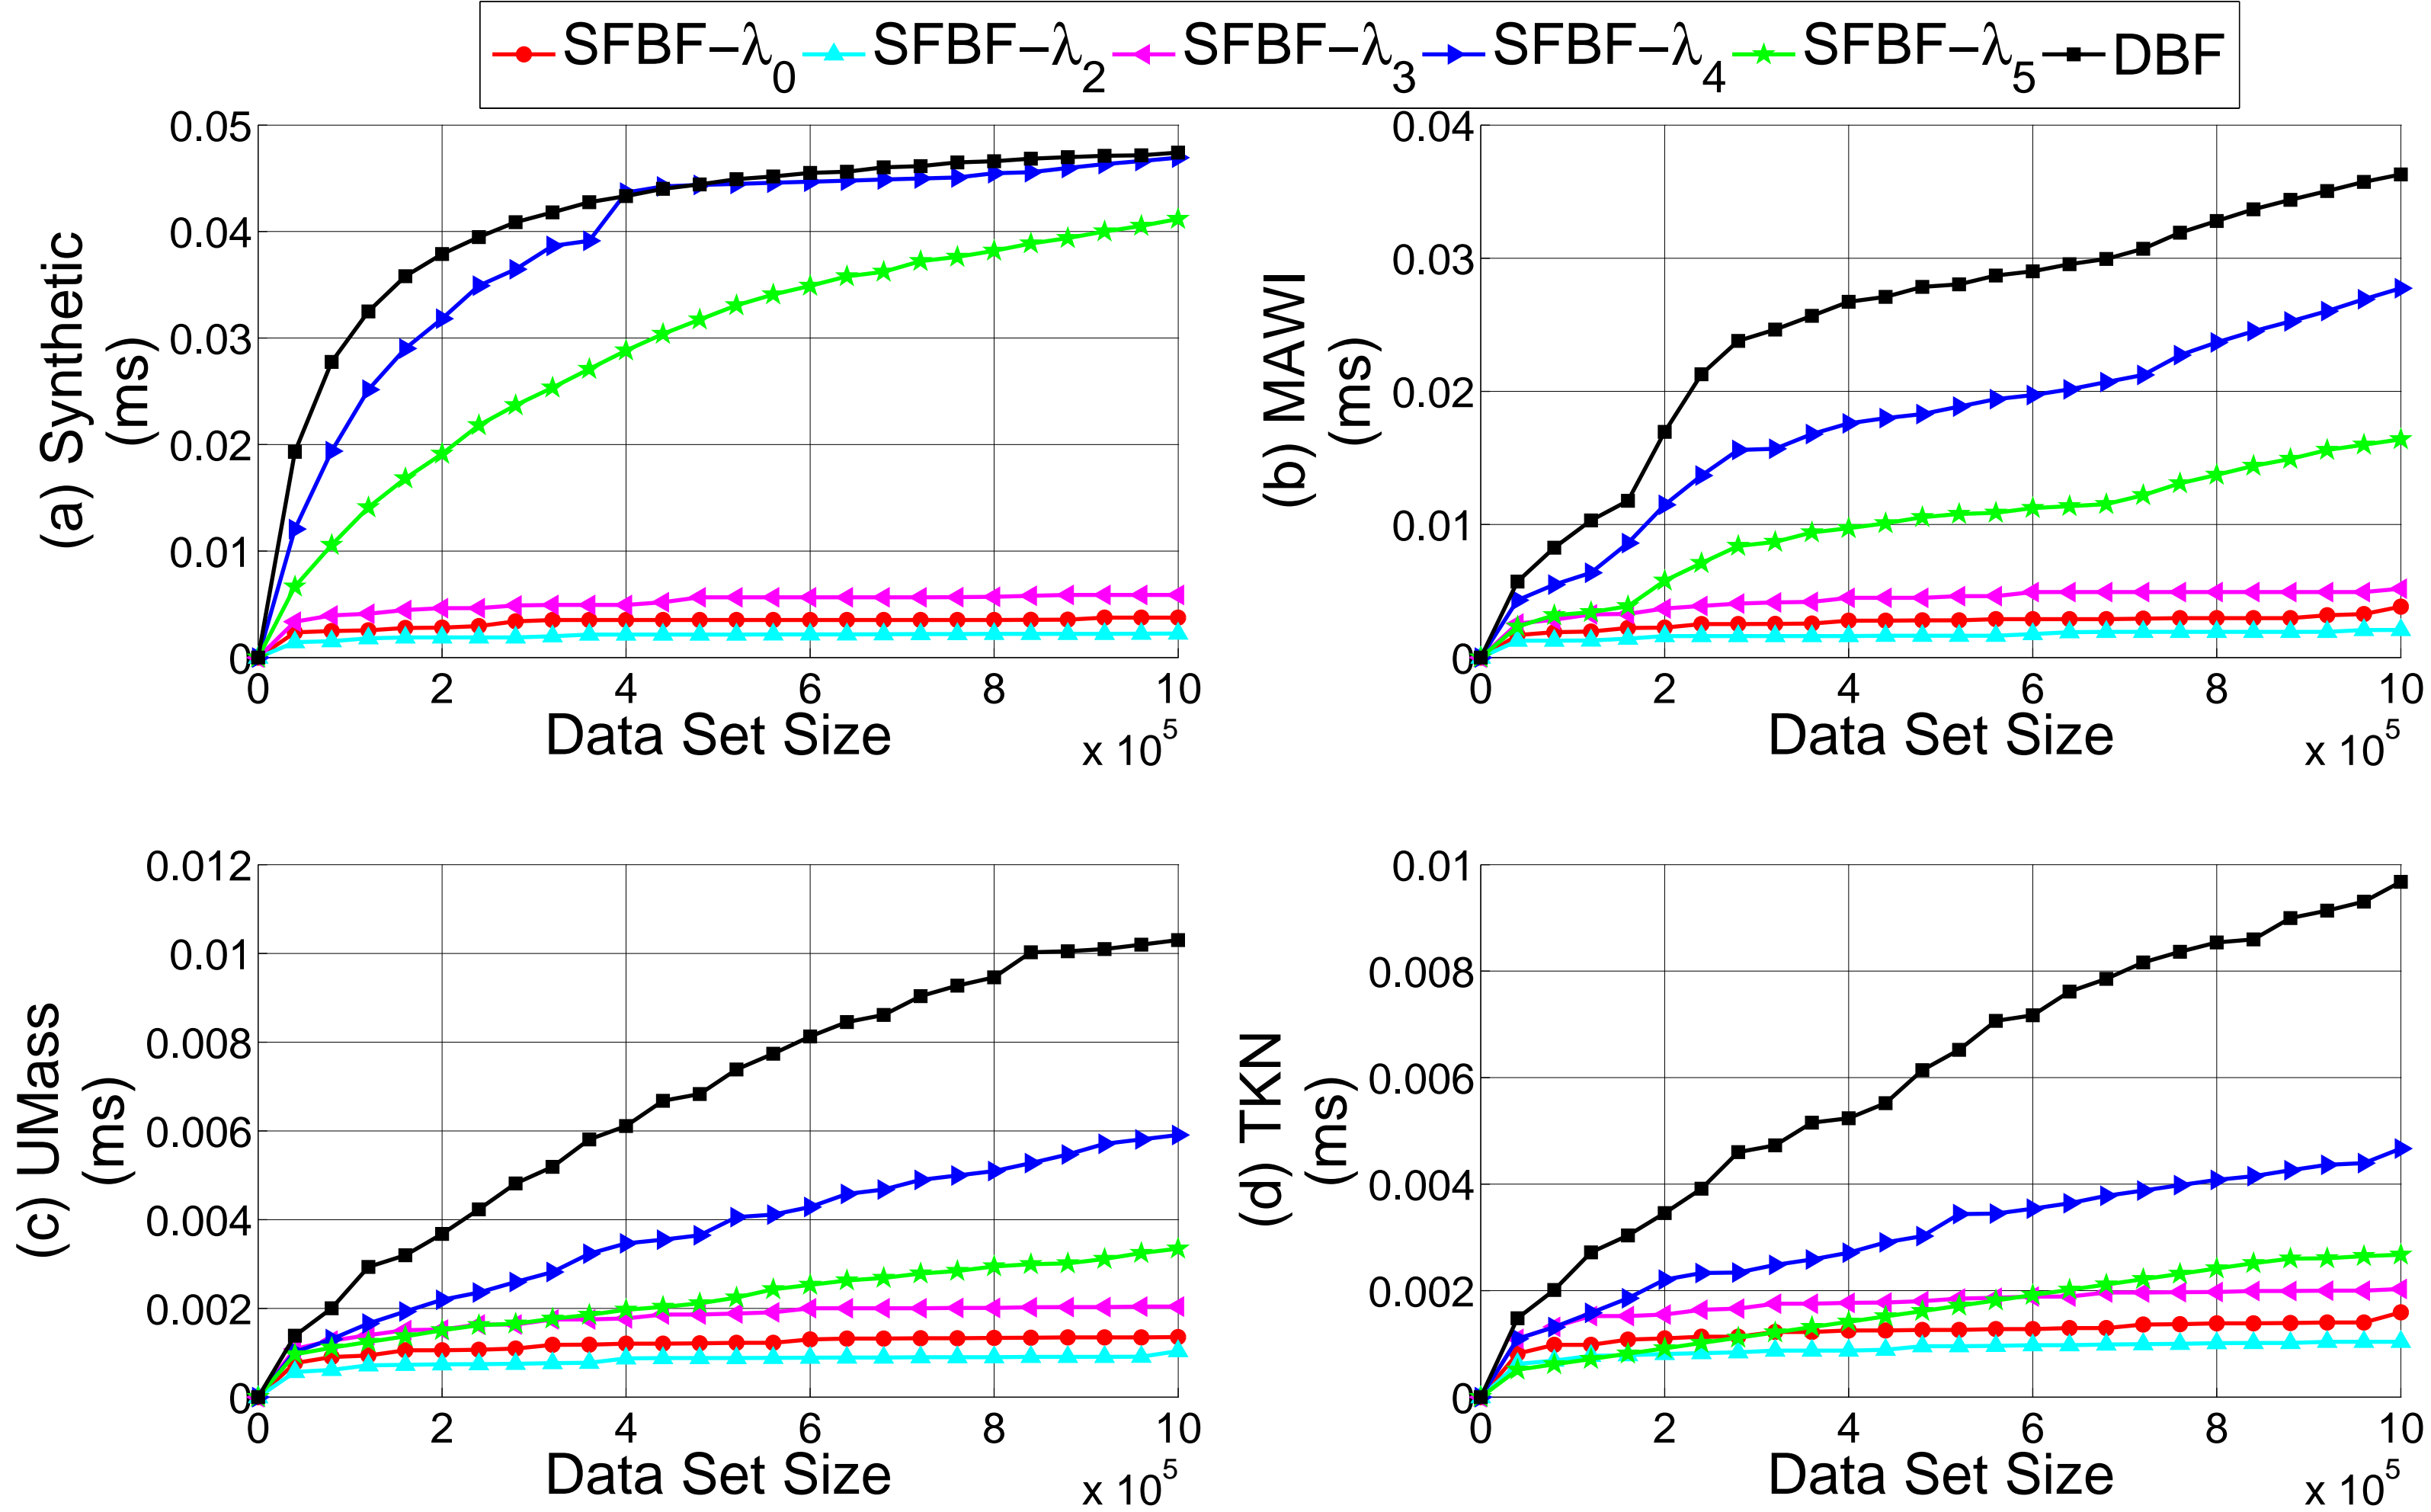 SFBF–λ0 SFBF–λ2 SFBF–λ3 SFBF–λ4 SFBF–λ5 DBF
(a) Synthetic
(ms)
0.05
0.04
0.03
0.02
0.01
0
0 2 4 6 8 10
Data Set Size
x 10^5
(b) MAWI
(ms)
0.04
0.03
0.02
0.01
0
0 2 4 6 8 10
Data Set Size
x 10^5
(c) UMass
(ms)
0.012
0.01
0.008
0.006
0.004
0.002
0
0 2 4 6 8 10
Data Set Size
x 10^5
(d) TKN
(ms)
0.01
0.008
0.006
0.004
0.002
0
0 2 4 6 8 10
Data Set Size
x 10^5